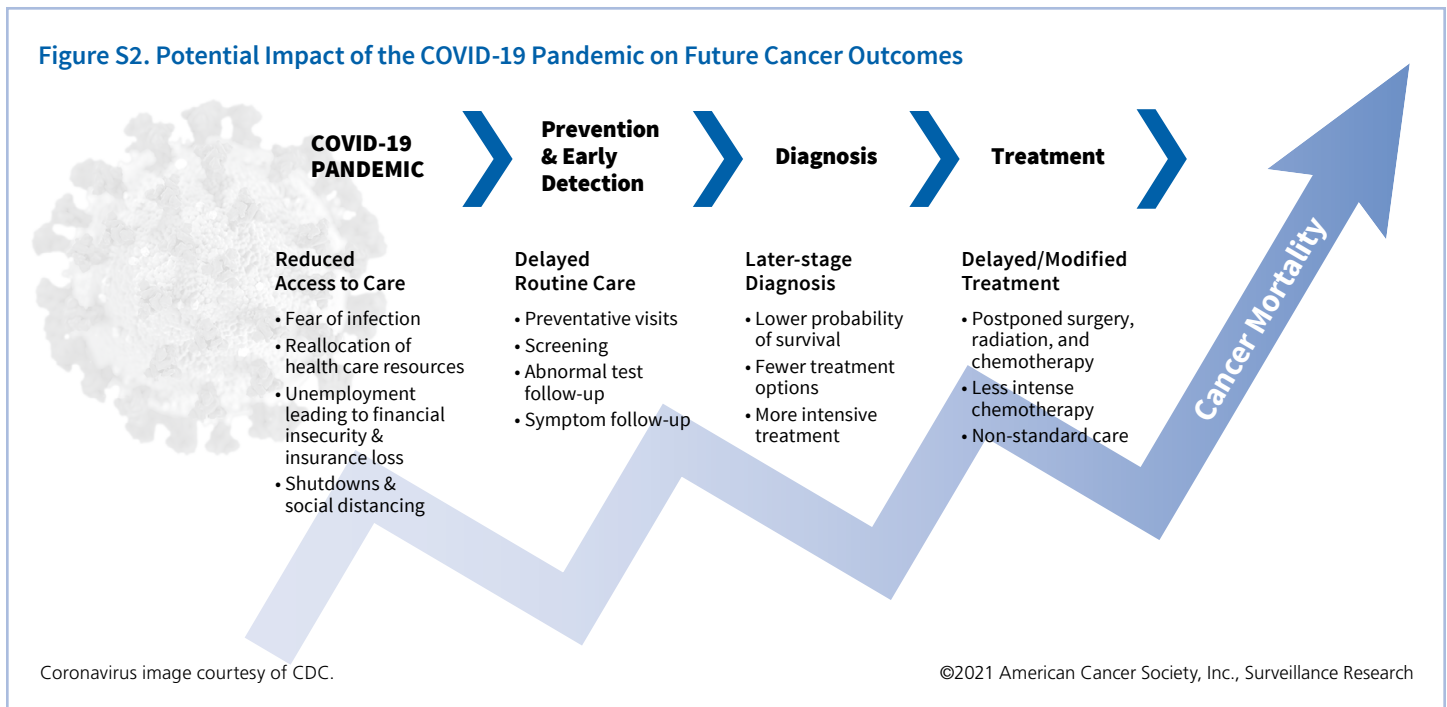 Figure S2. Potential Impact of the COVID-19 Pandemic on Future Cancer Outcomes
COVID-19
PANDEMIC
Prevention
& Early
Detection
Diagnosis
Treatment
Reduced
Access to Care
• Fear of infection
• Reallocation of
health care resources
• Unemployment
leading to financial
insecurity &
insurance loss
• Shutdowns &
social distancing
Delayed
Routine Care
• Preventative visits
• Screening
• Abnormal test
follow-up
• Symptom follow-up
Later-stage
Diagnosis
• Lower probability
of survival
• Fewer treatment
options
• More intensive
treatment
Delayed/Modified
Treatment
• Postponed surgery,
radiation, and
chemotherapy
• Less intense
chemotherapy
• Non-standard care
Cancer Mortality
Coronavirus image courtesy of CDC.
©2021 American Cancer Society, Inc., Surveillance Research